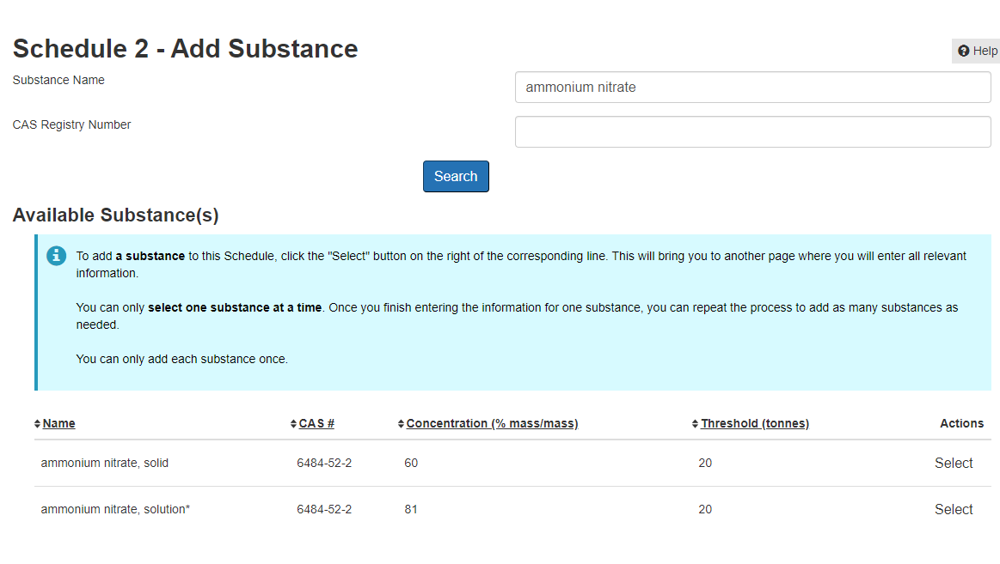 Schedule 2 - Add Substance
Help
Substance Name
ammonium nitrate
CAS Registry Number
Search
Available Substance(s)
To add a substance to this Schedule, click the "Select" button on the right of the corresponding line. This will bring you to another page where you will enter all relevant
information.
You can only select one substance at a time. Once you finish entering the information for one substance, you can repeat the process to add as many substances as
needed.
You can only add each substance once.
Name CAS # Concentration (% mass/mass) Threshold (tonnes) Actions
ammonium nitrate, solid 6484-52-2 60 20 Select
ammonium nitrate, solution* 6484-52-2 81 20 Select